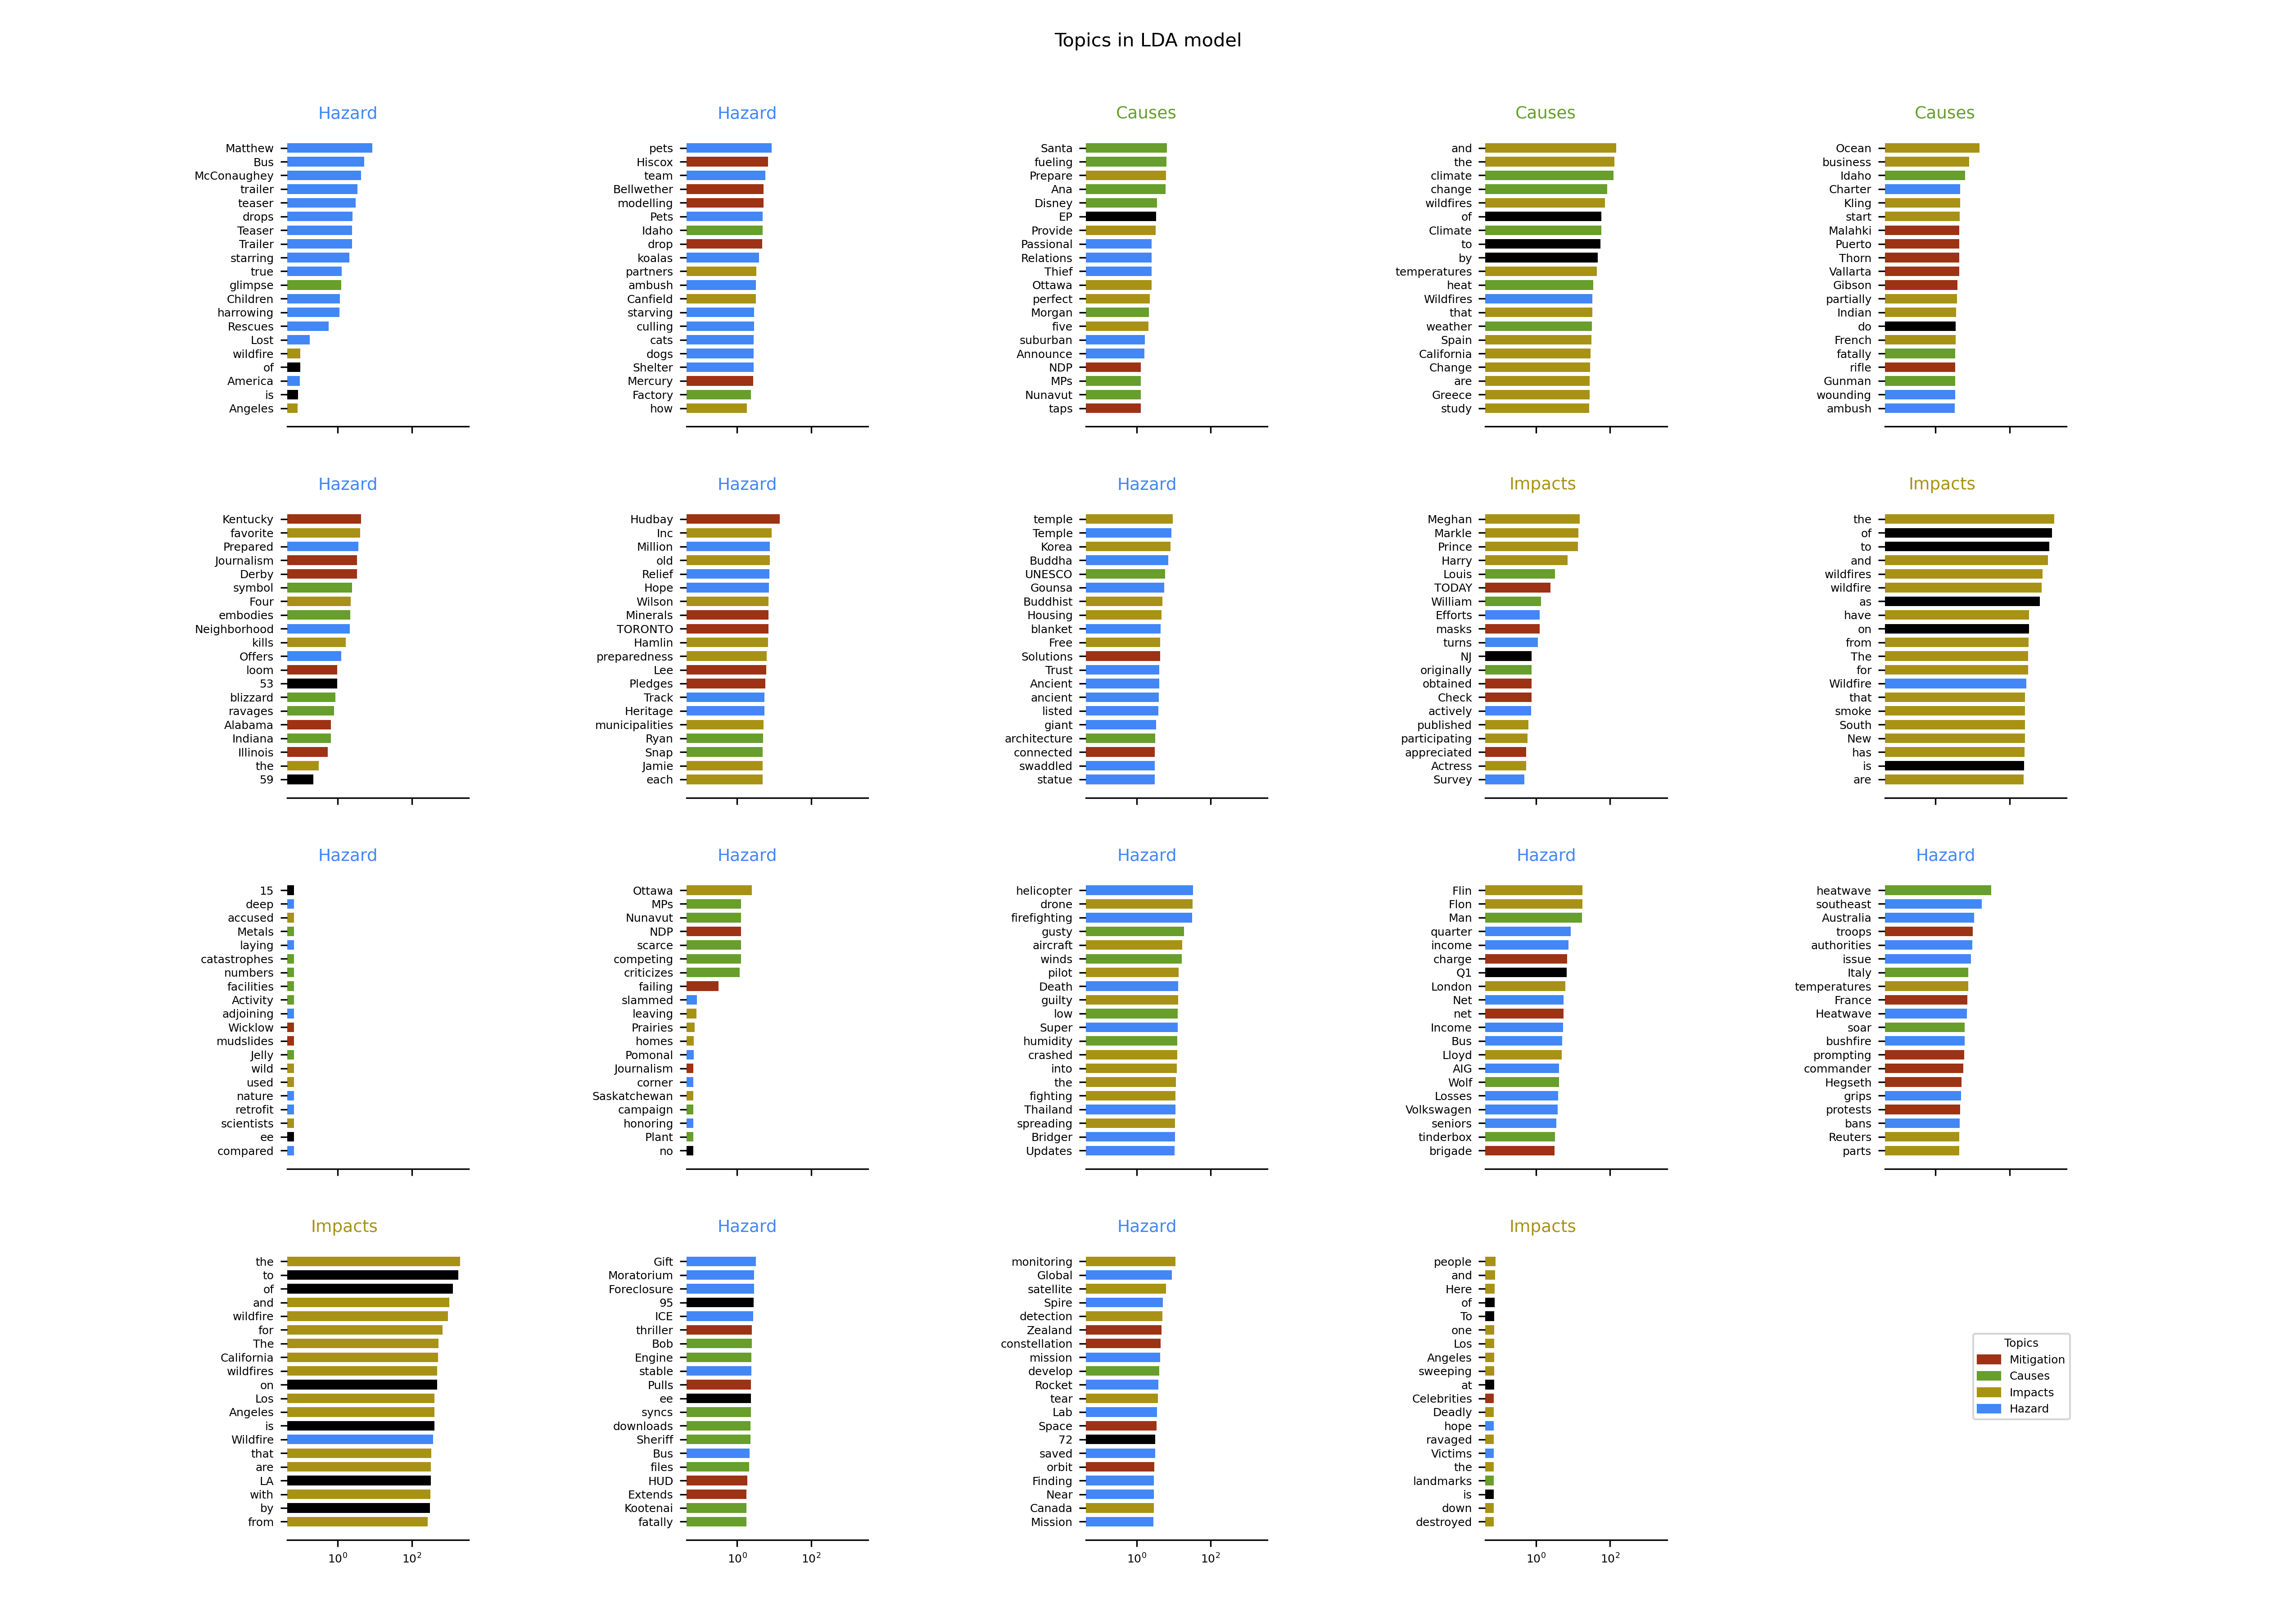 Topics in LDA model
Hazard
Matthew
Bus
McConaughey
trailer
teaser
drops
Teaser
Trailer
starring
true
glimpse
Children
harrowing
Rescues
Lost
wildfire
of
America
is
Angeles
Hazard
pets
Hiscox
team
Bellwether
modelling
Pets
Idaho
drop
koalas
partners
ambush
Canfield
starving
culling
cats
dogs
Shelter
Mercury
Factory
how
Causes
Santa
fueling
Prepare
Ana
Disney
EP
Provide
Passional
Relations
Thief
Ottawa
perfect
Morgan
five
suburban
Announce
NDP
MPs
Nunavut
taps
Causes
and
the
climate
change
wildfires
of
Climate
to
by
temperatures
heat
Wildfires
that
weather
Spain
California
Change
are
Greece
study
Causes
Ocean
business
Idaho
Charter
Kling
start
Malahki
Puerto
Thorn
Vallarta
Gibson
partially
Indian
do
French
fatally
rifle
Gunman
wounding
ambush
Hazard
Kentucky
favorite
Prepared
Journalism
Derby
symbol
Four
embodies
Neighborhood
kills
Offers
loom
53
blizzard
ravages
Alabama
Indiana
Illinois
the
59
Hazard
Hudbay
Inc
Million
old
Relief
Hope
Wilson
Minerals
TORONTO
Hamlin
preparedness
Lee
Pledges
Track
Heritage
municipalities
Ryan
Snap
Jamie
each
Hazard
temple
Temple
Korea
Buddha
UNESCO
Gounsa
Buddhist
Housing
blanket
Free
Solutions
Trust
Ancient
ancient
listed
giant
architecture
connected
swaddled
statue
Impacts
Meghan
Markle
Prince
Harry
Louis
TODAY
William
Efforts
masks
turns
NJ
originally
obtained
Check
actively
published
participating
appreciated
Actress
Survey
Impacts
the
of
to
and
wildfires
wildfire
as
have
on
from
The
for
Wildfire
that
smoke
South
New
has
is
are
Hazard
15
deep
accused
Metals
laying
catastrophes
numbers
facilities
Activity
adjoining
Wicklow
mudslides
Jelly
wild
used
nature
retrofit
scientists
ee
compared
Hazard
Ottawa
MPs
Nunavut
NDP
scarce
competing
criticizes
failing
slammed
leaving
Prairies
homes
Pomonal
Journalism
corner
Saskatchewan
campaign
honoring
Plant
no
Hazard
helicopter
drone
firefighting
gusty
aircraft
winds
pilot
Death
guilty
low
Super
humidity
crashed
into
the
fighting
Thailand
spreading
Bridger
Updates
Hazard
Flin
Flon
Man
quarter
income
charge
Q1
London
Net
net
Income
Bus
Lloyd
AIG
Wolf
Losses
Volkswagen
seniors
tinderbox
brigade
Hazard
heatwave
southeast
Australia
troops
authorities
issue
Italy
temperatures
France
Heatwave
soar
bushfire
prompting
commander
Hegseth
grips
protests
bans
Reuters
parts
Impacts
the
to
of
and
wildfire
for
The
California
wildfires
on
Los
Angeles
is
Wildfire
that
are
LA
with
by
from
10⁰ 10²
Hazard
Gift
Moratorium
Foreclosure
95
ICE
thriller
Bob
Engine
stable
Pulls
ee
syncs
downloads
Sheriff
Bus
files
HUD
Extends
Kootenai
fatally
10⁰ 10²
Hazard
monitoring
Global
satellite
Spire
detection
Zealand
constellation
mission
develop
Rocket
tear
Lab
Space
72
saved
orbit
Finding
Near
Canada
Mission
10⁰ 10²
Impacts
people
and
Here
of
To
one
Los
Angeles
sweeping
at
Celebrities
Deadly
hope
ravaged
Victims
the
landmarks
is
down
destroyed
10⁰ 10²
Topics
Mitigation
Causes
Impacts
Hazard